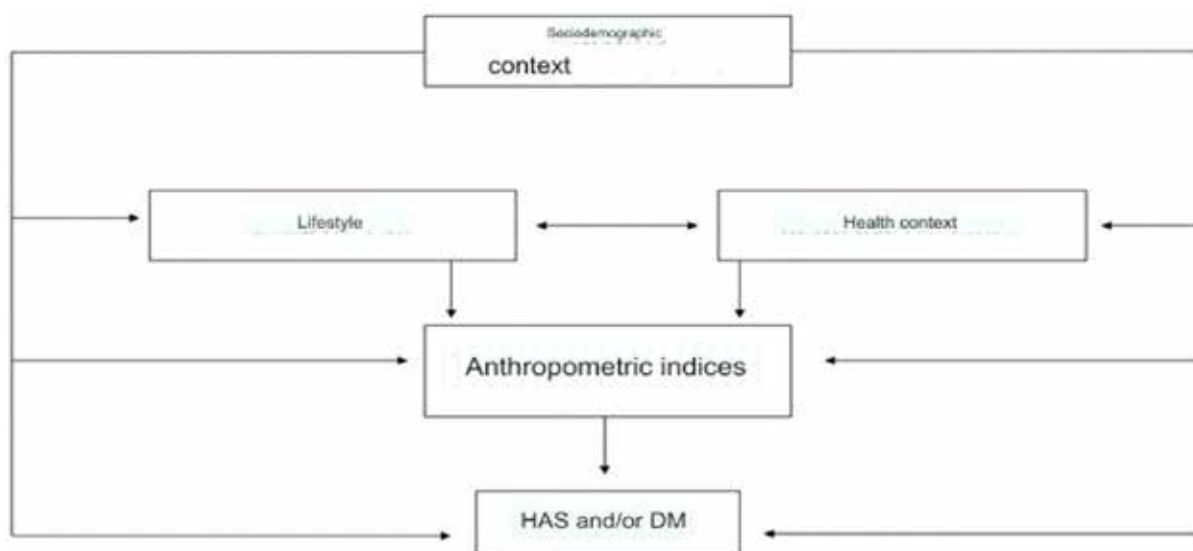 Sociodemographic
context
Lifestyle
Health context
Anthropometric indices
HAS and/or DM